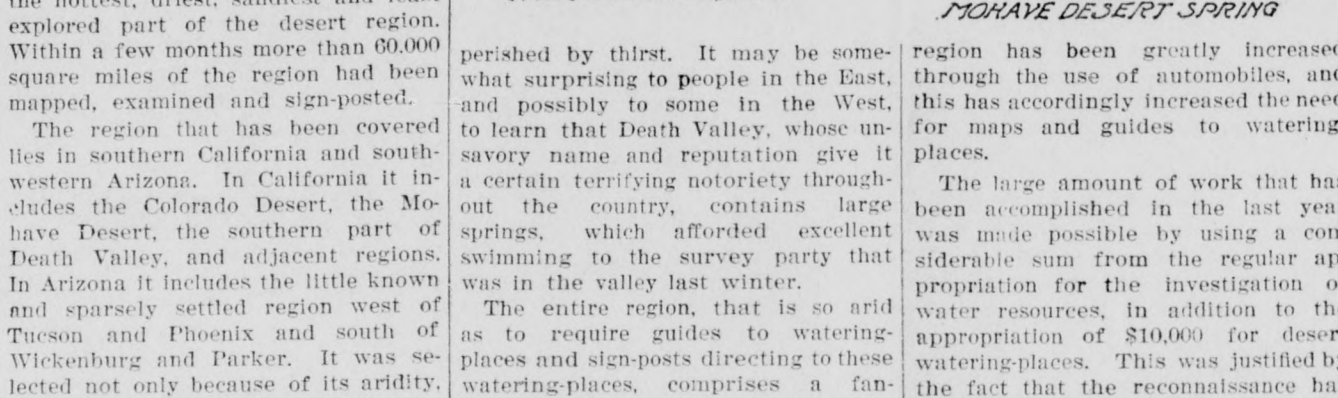 explored part of the desert region.
Within a few months more than 60.000
square miles of the region had been
mapped, examined and sign-posted.
The region that has been covered
lies in southern California and south-
western Arizona. In California it in-
cludes the Colorado Desert, the Mo-
have Desert, the southern part of
Death Valley, and adjacent regions.
In Arizona it includes the little known
and sparsely settled region west of
Tucson and Phoenix and south of
Wickenburg and Parker. It was se-
lected not only because of its aridity,
perished by thirst. It may be some-
what surprising to people in the East,
and possibly to some in the West,
to learn that Death Valley, whose un-
savory name and reputation give it
a certain terrifying notoriety through-
out the country, contains large
springs, which afforded excellent
swimming to the survey party that
was in the valley last winter.
The entire region, that is so arid
as to require guides to watering-
places and sign-posts directing to these
watering-places, comprises a fan-
MOHAVE DESERT SPRING
region has been greatly increased
through the use of automobiles, and
this has accordingly increased the need
for maps and guides to watering
places.
The large amount of work that ha
been accomplished in the last yea
was made possible by using a con
siderable sum from the regular ap
propriation for the investigation o
water resources, in addition to th
appropriation of $10,000 for deser
watering-places. This was justified b
the fact that the reconnaissance ha